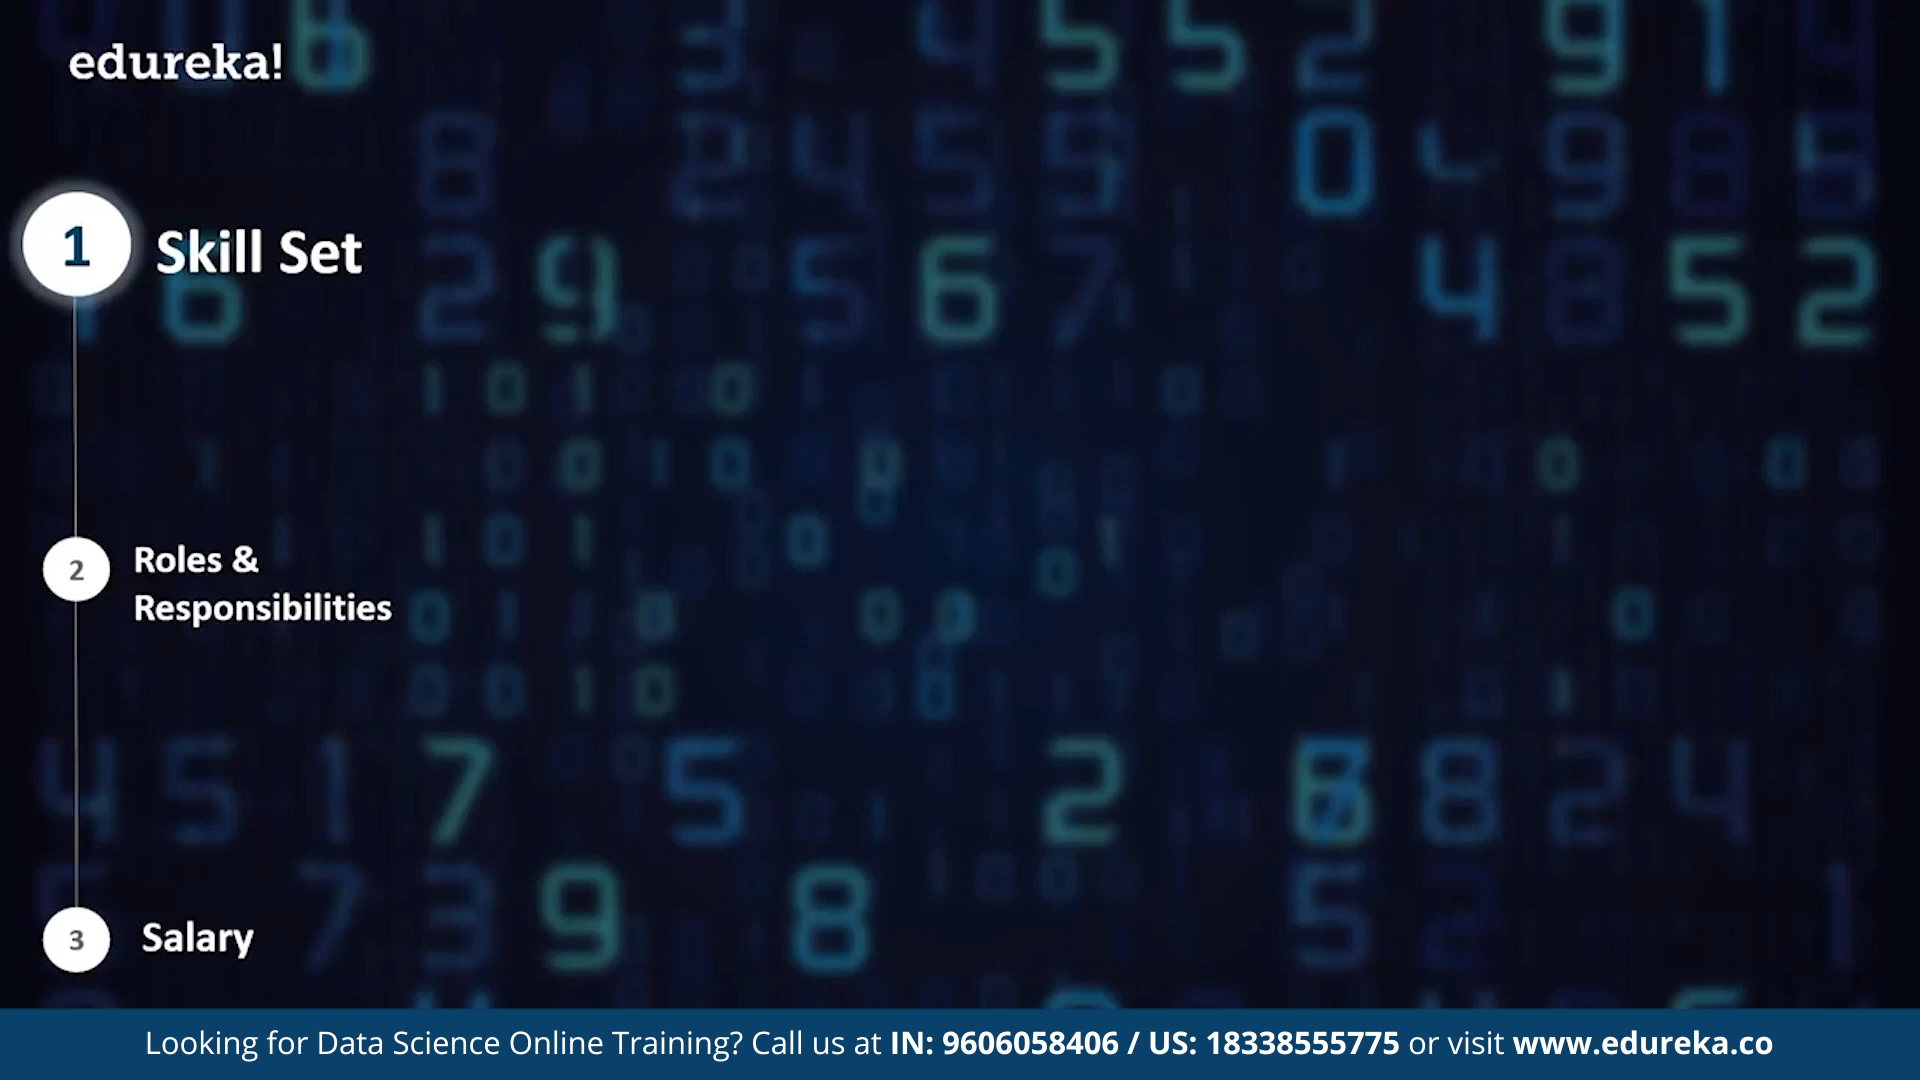 edureka!
1 Skill Set
2 Roles &
Responsibilities
3 Salary
Looking for Data Science Online Training? Call us at IN: 9606058406 / US: 18338555775 or visit www.edureka.co